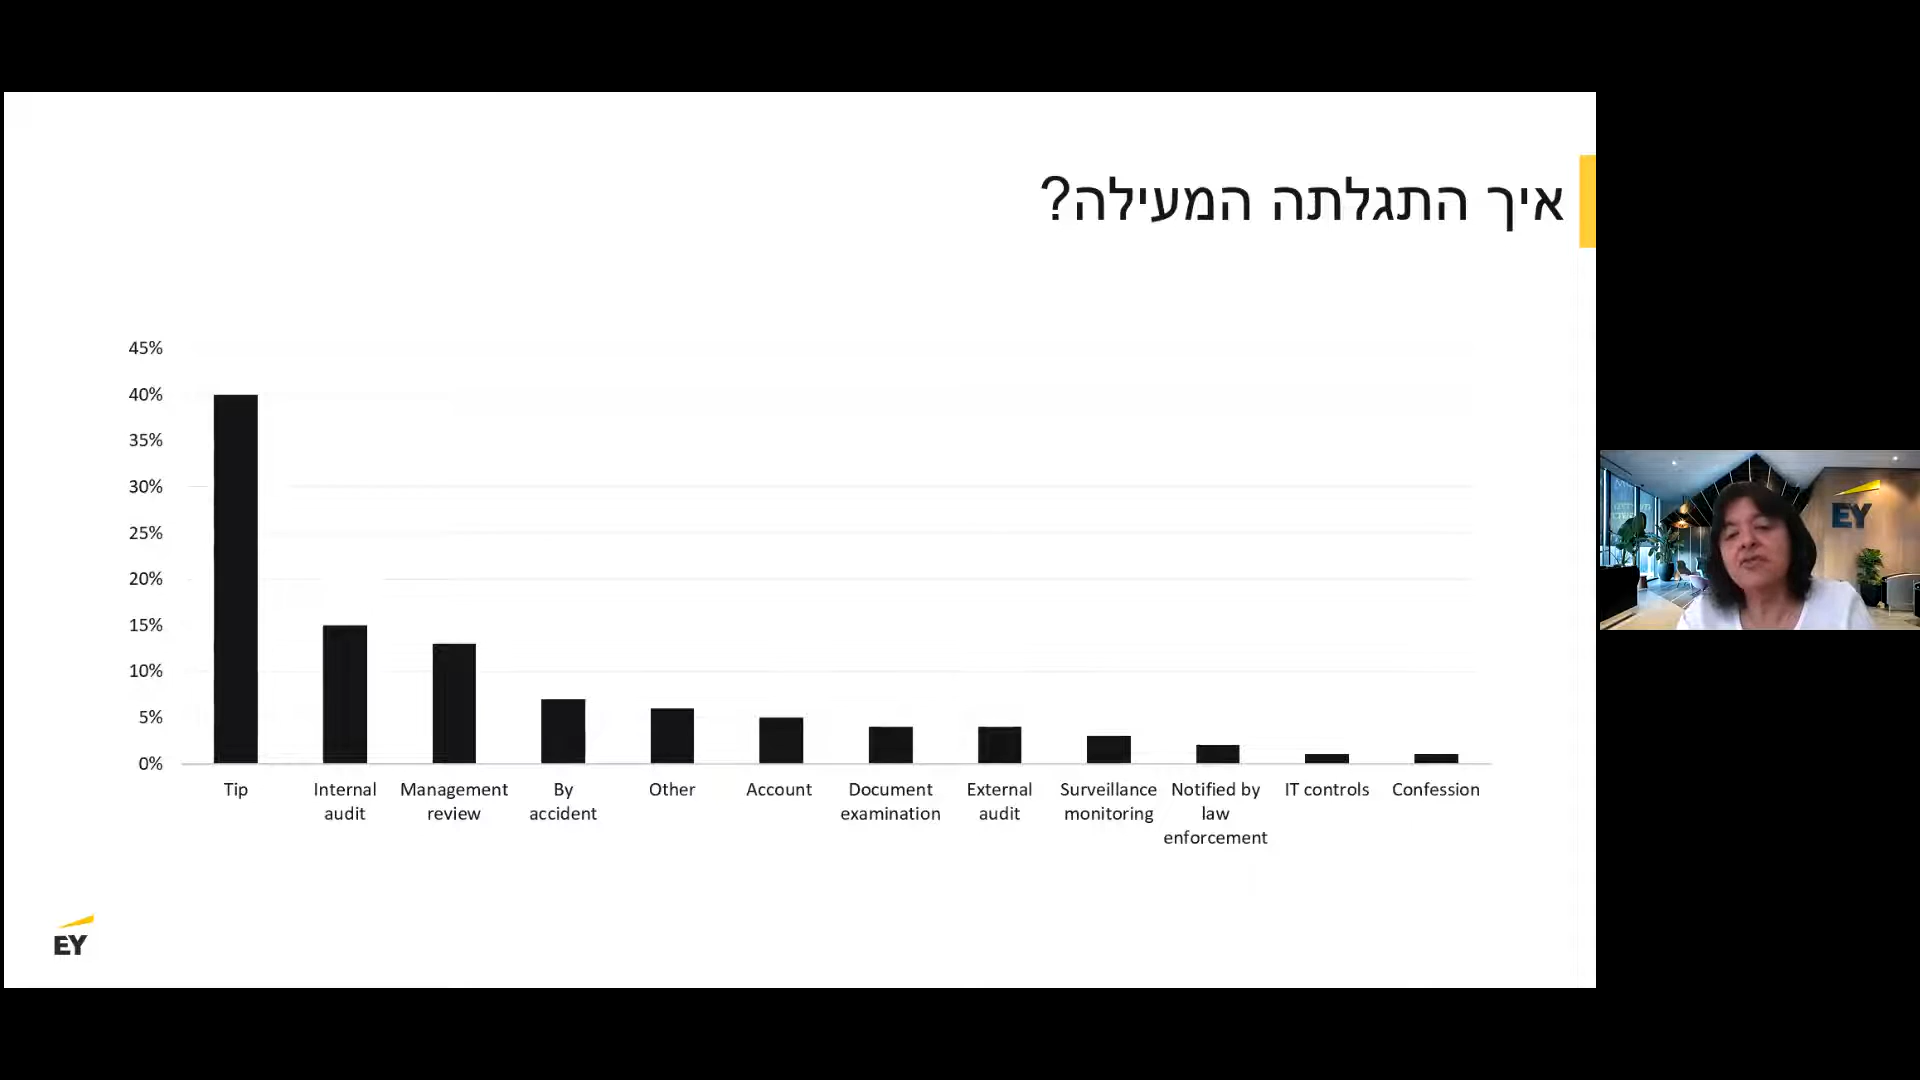 איך התגלתה המעילה?
45%
40%
35%
30%
25%
20%
15%
10%
5%
0%
Tip
Internal
audit
Management
review
By
accident
Other
Account
Document
examination
External
audit
Surveillance
monitoring
Notified by
law
enforcement
IT controls
Confession
EY
EY